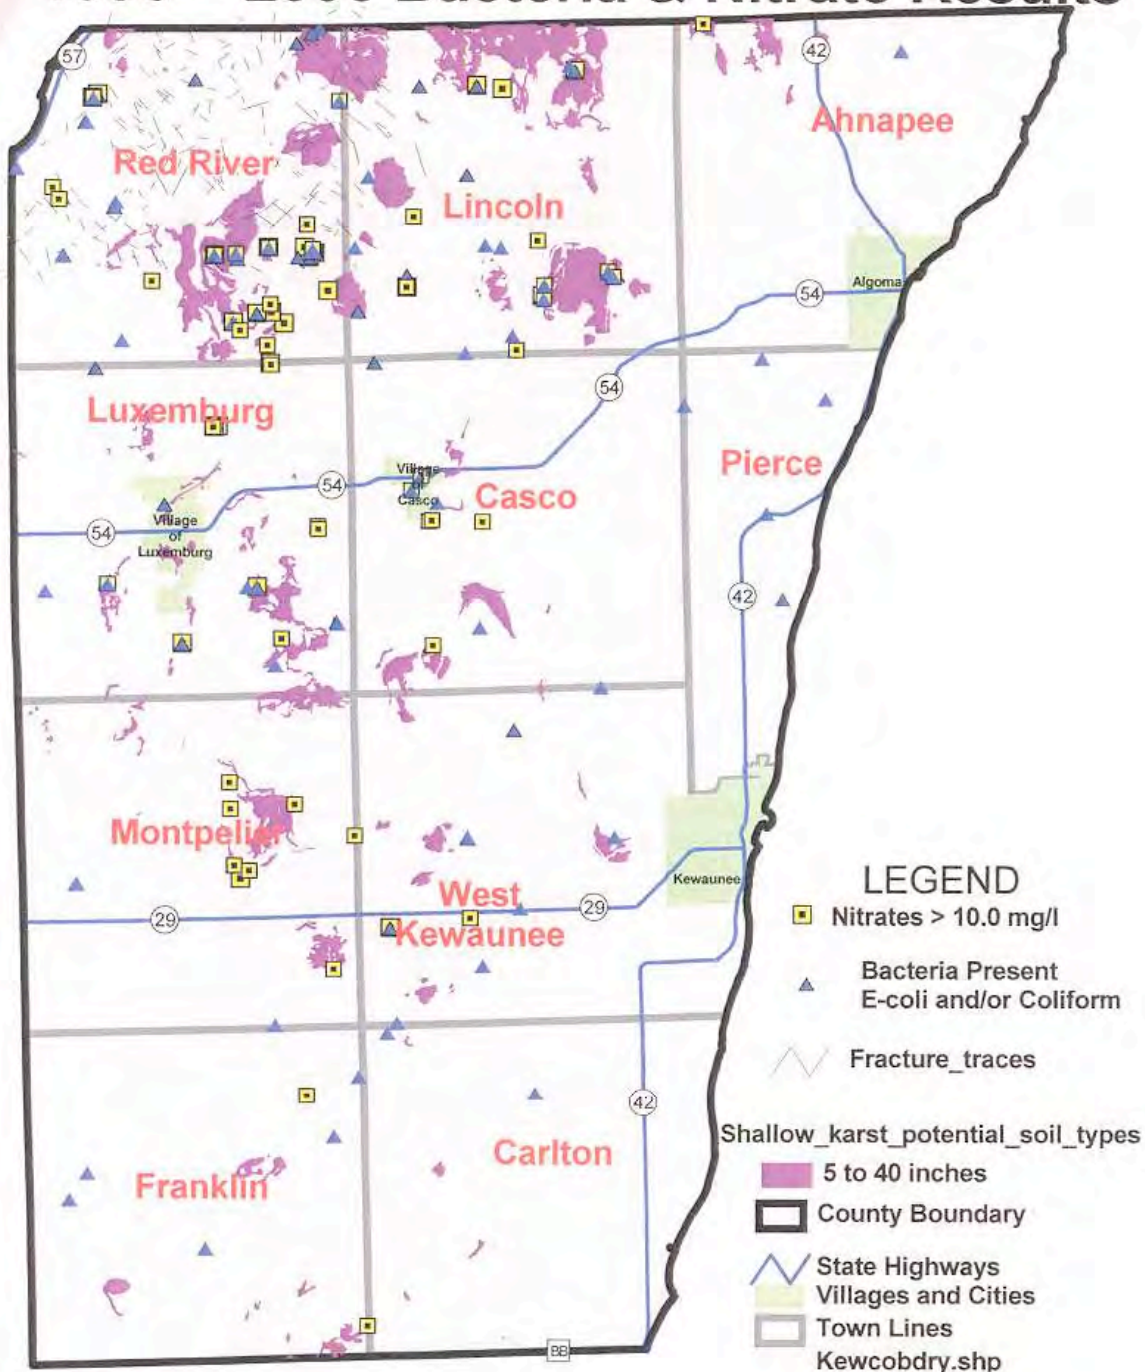 Bacteria & Nitrate Results
57
42
Ahnapee
Red River
Lincoln
Algoma
54
54
Luxemburg
Pierce
Village
of
Casco
54
Casco
54
Village
of
Luxemburg
42
Montpelier
Kewaunee
West
Kewaunee
29
29
LEGEND
Nitrates > 10.0 mg/l
Bacteria Present
E-coli and/or Coliform
Fracture_traces
42
Shallow_karst_potential_soil_types
5 to 40 inches
Carlton
Franklin
County Boundary
State Highways
Villages and Cities
Town Lines
BB
Kewcobdry.shp